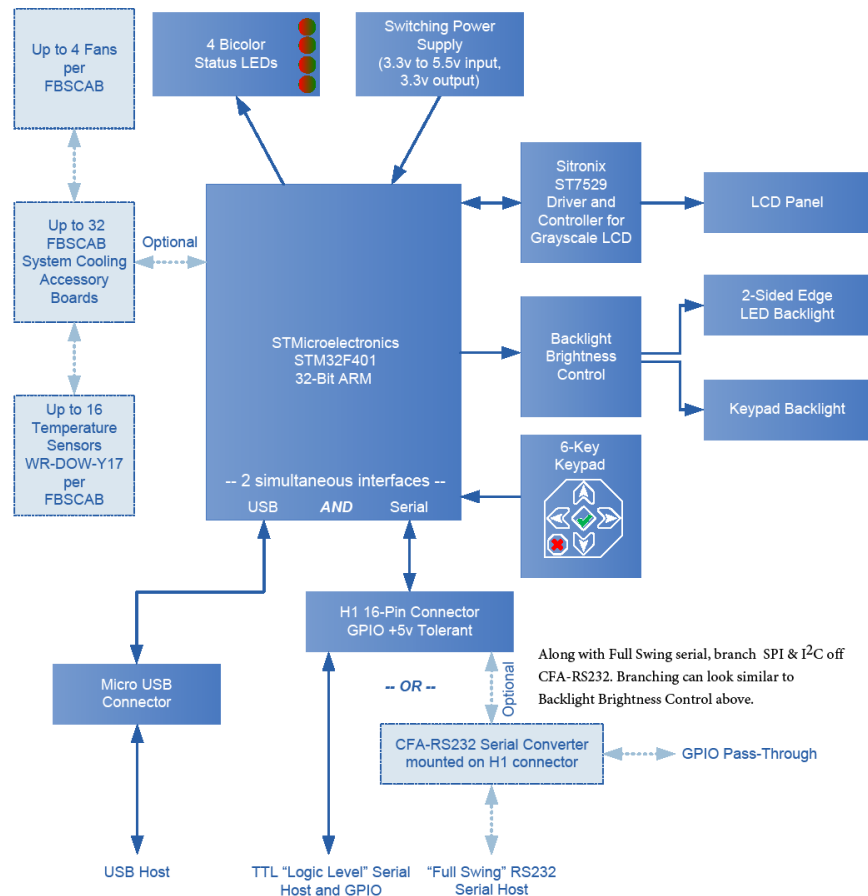 Up to 4 Fans
per
FBSCAB
4 Bicolor
Status LEDs
Switching Power
Supply
(3.3v to 5.5v input,
3.3v output)
Up to 32
FBSCAB
System Cooling
Accessory
Boards
Optional
Sitronix
ST7529
Driver and
Controller for
Grayscale LCD
LCD Panel
STMicroelectronics
STM32F401
32-Bit ARM
Backlight
Brightness
Control
2-Sided Edge
LED Backlight
Keypad Backlight
Up to 16
Temperature
Sensors
WR-DOW-Y17
per
FBSCAB
-- 2 simultaneous interfaces --
USB AND Serial
6-Key
Keypad
H1 16-Pin Connector
GPIO +5v Tolerant
Along with Full Swing serial, branch SPI & I²C off
CFA-RS232. Branching can look similar to
Backlight Brightness Control above.
Micro USB
Connector
-- OR --
Optional
CFA-RS232 Serial Converter
mounted on H1 connector
GPIO Pass-Through
USB Host
TTL “Logic Level” Serial
Host and GPIO
“Full Swing” RS232
Serial Host